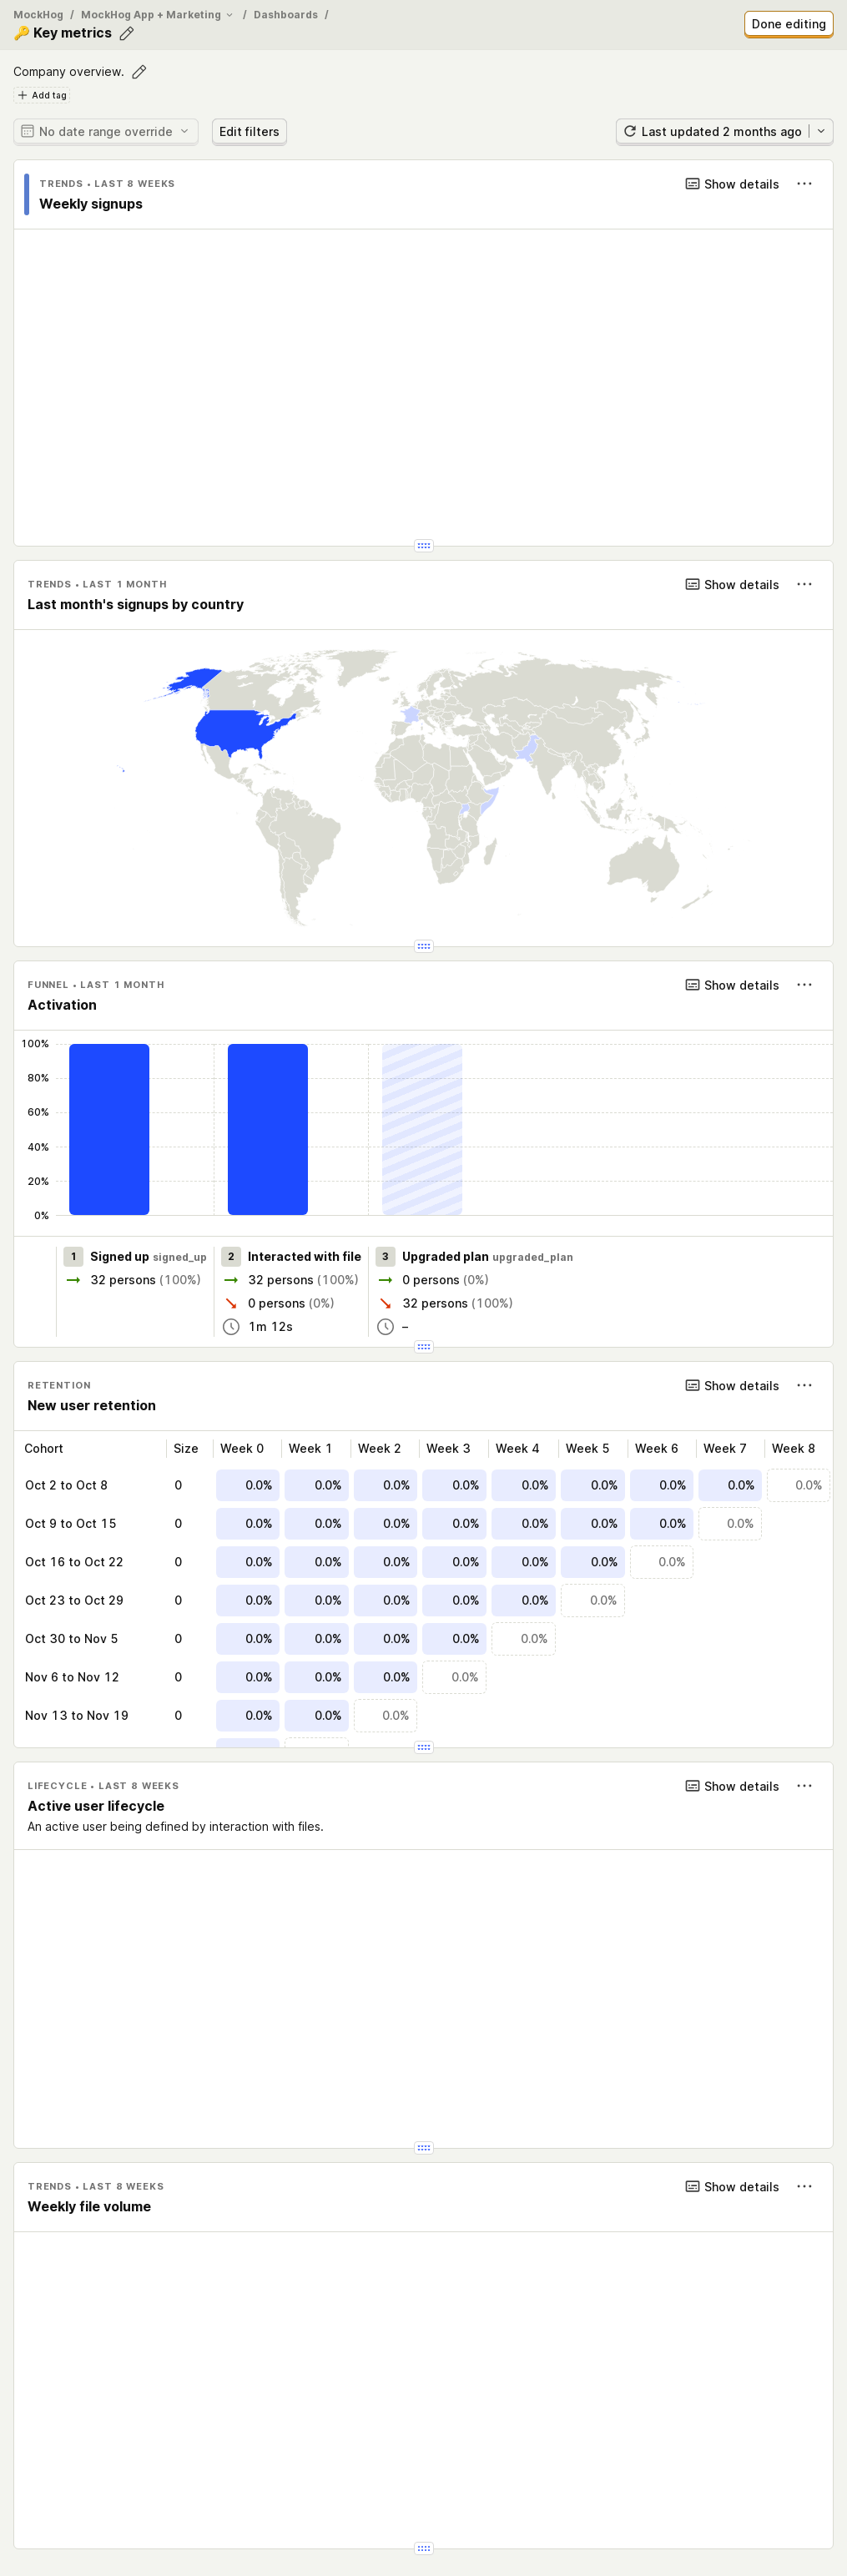 MockHog / MockHog App + Marketing / Dashboards /
🔑 Key metrics
Done editing
Company overview.
Add tag
No date range override
Edit filters
Last updated 2 months ago
TRENDS • LAST 8 WEEKS
Show details
Weekly signups
TRENDS • LAST 1 MONTH
Show details
Last month's signups by country
FUNNEL • LAST 1 MONTH
Show details
Activation
100%
80%
60%
40%
20%
0%
1 Signed up signed_up
32 persons (100%)
2 Interacted with file
32 persons (100%)
0 persons (0%)
1m 12s
3 Upgraded plan upgraded_plan
0 persons (0%)
32 persons (100%)
–
RETENTION
Show details
New user retention
Cohort Size Week 0 Week 1 Week 2 Week 3 Week 4 Week 5 Week 6 Week 7 Week 8
Oct 2 to Oct 8 0 0.0% 0.0% 0.0% 0.0% 0.0% 0.0% 0.0% 0.0% 0.0%
Oct 9 to Oct 15 0 0.0% 0.0% 0.0% 0.0% 0.0% 0.0% 0.0% 0.0%
Oct 16 to Oct 22 0 0.0% 0.0% 0.0% 0.0% 0.0% 0.0% 0.0%
Oct 23 to Oct 29 0 0.0% 0.0% 0.0% 0.0% 0.0% 0.0%
Oct 30 to Nov 5 0 0.0% 0.0% 0.0% 0.0% 0.0%
Nov 6 to Nov 12 0 0.0% 0.0% 0.0% 0.0%
Nov 13 to Nov 19 0 0.0% 0.0% 0.0%
LIFECYCLE • LAST 8 WEEKS
Show details
Active user lifecycle
An active user being defined by interaction with files.
TRENDS • LAST 8 WEEKS
Show details
Weekly file volume